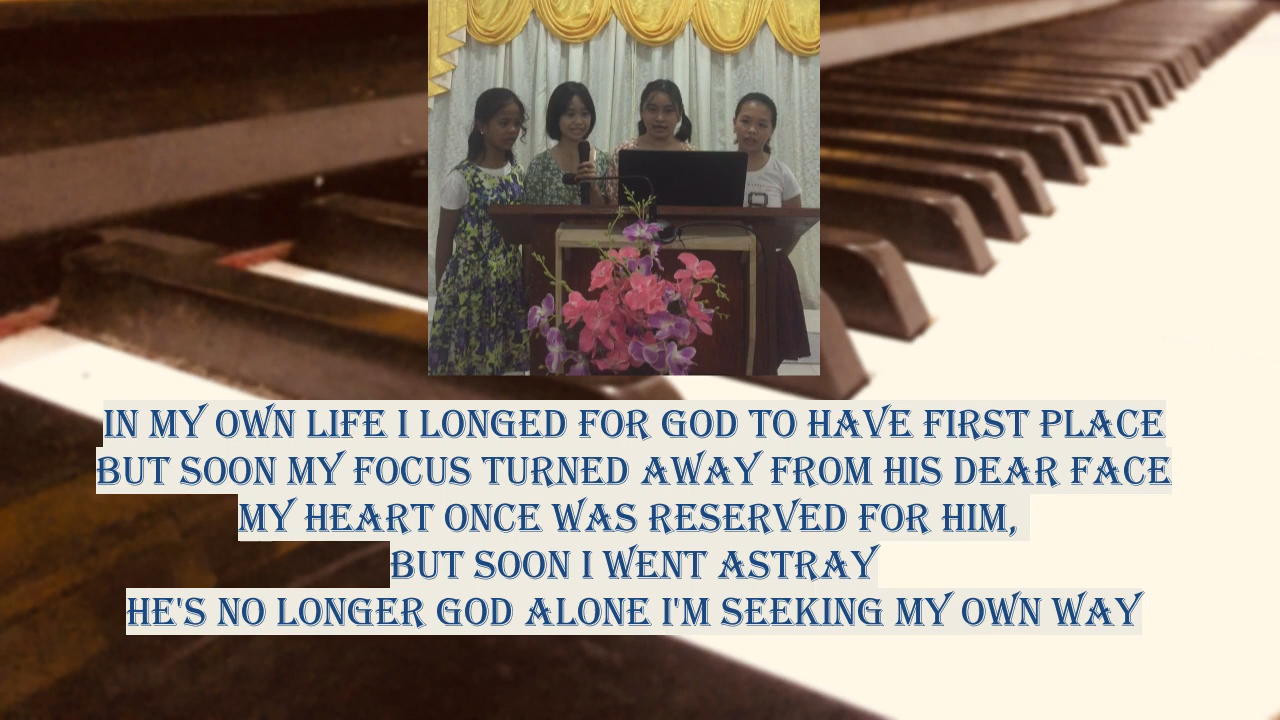 IN MY OWN LIFE I LONGED FOR GOD TO HAVE FIRST PLACE
BUT SOON MY FOCUS TURNED AWAY FROM HIS DEAR FACE
MY HEART ONCE WAS RESERVED FOR HIM,
BUT SOON I WENT ASTRAY
HE'S NO LONGER GOD ALONE I'M SEEKING MY OWN WAY